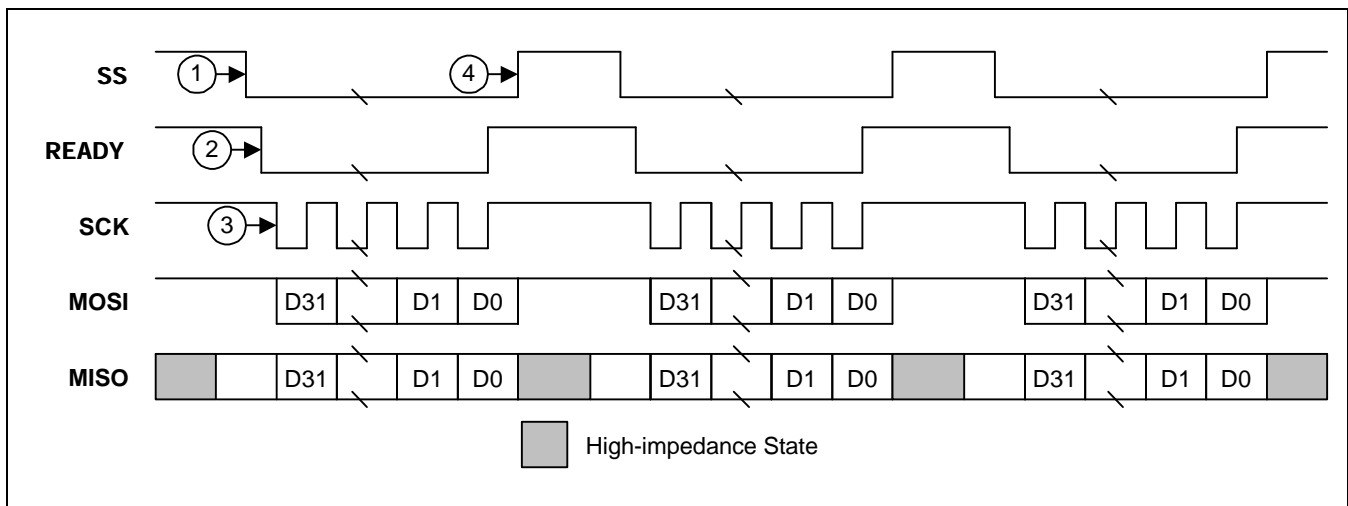 SS 1 4
READY 2
SCK 3
MOSI D31 D1 D0 D31 D1 D0 D31 D1 D0
MISO D31 D1 D0 D31 D1 D0 D31 D1 D0
High-impedance State